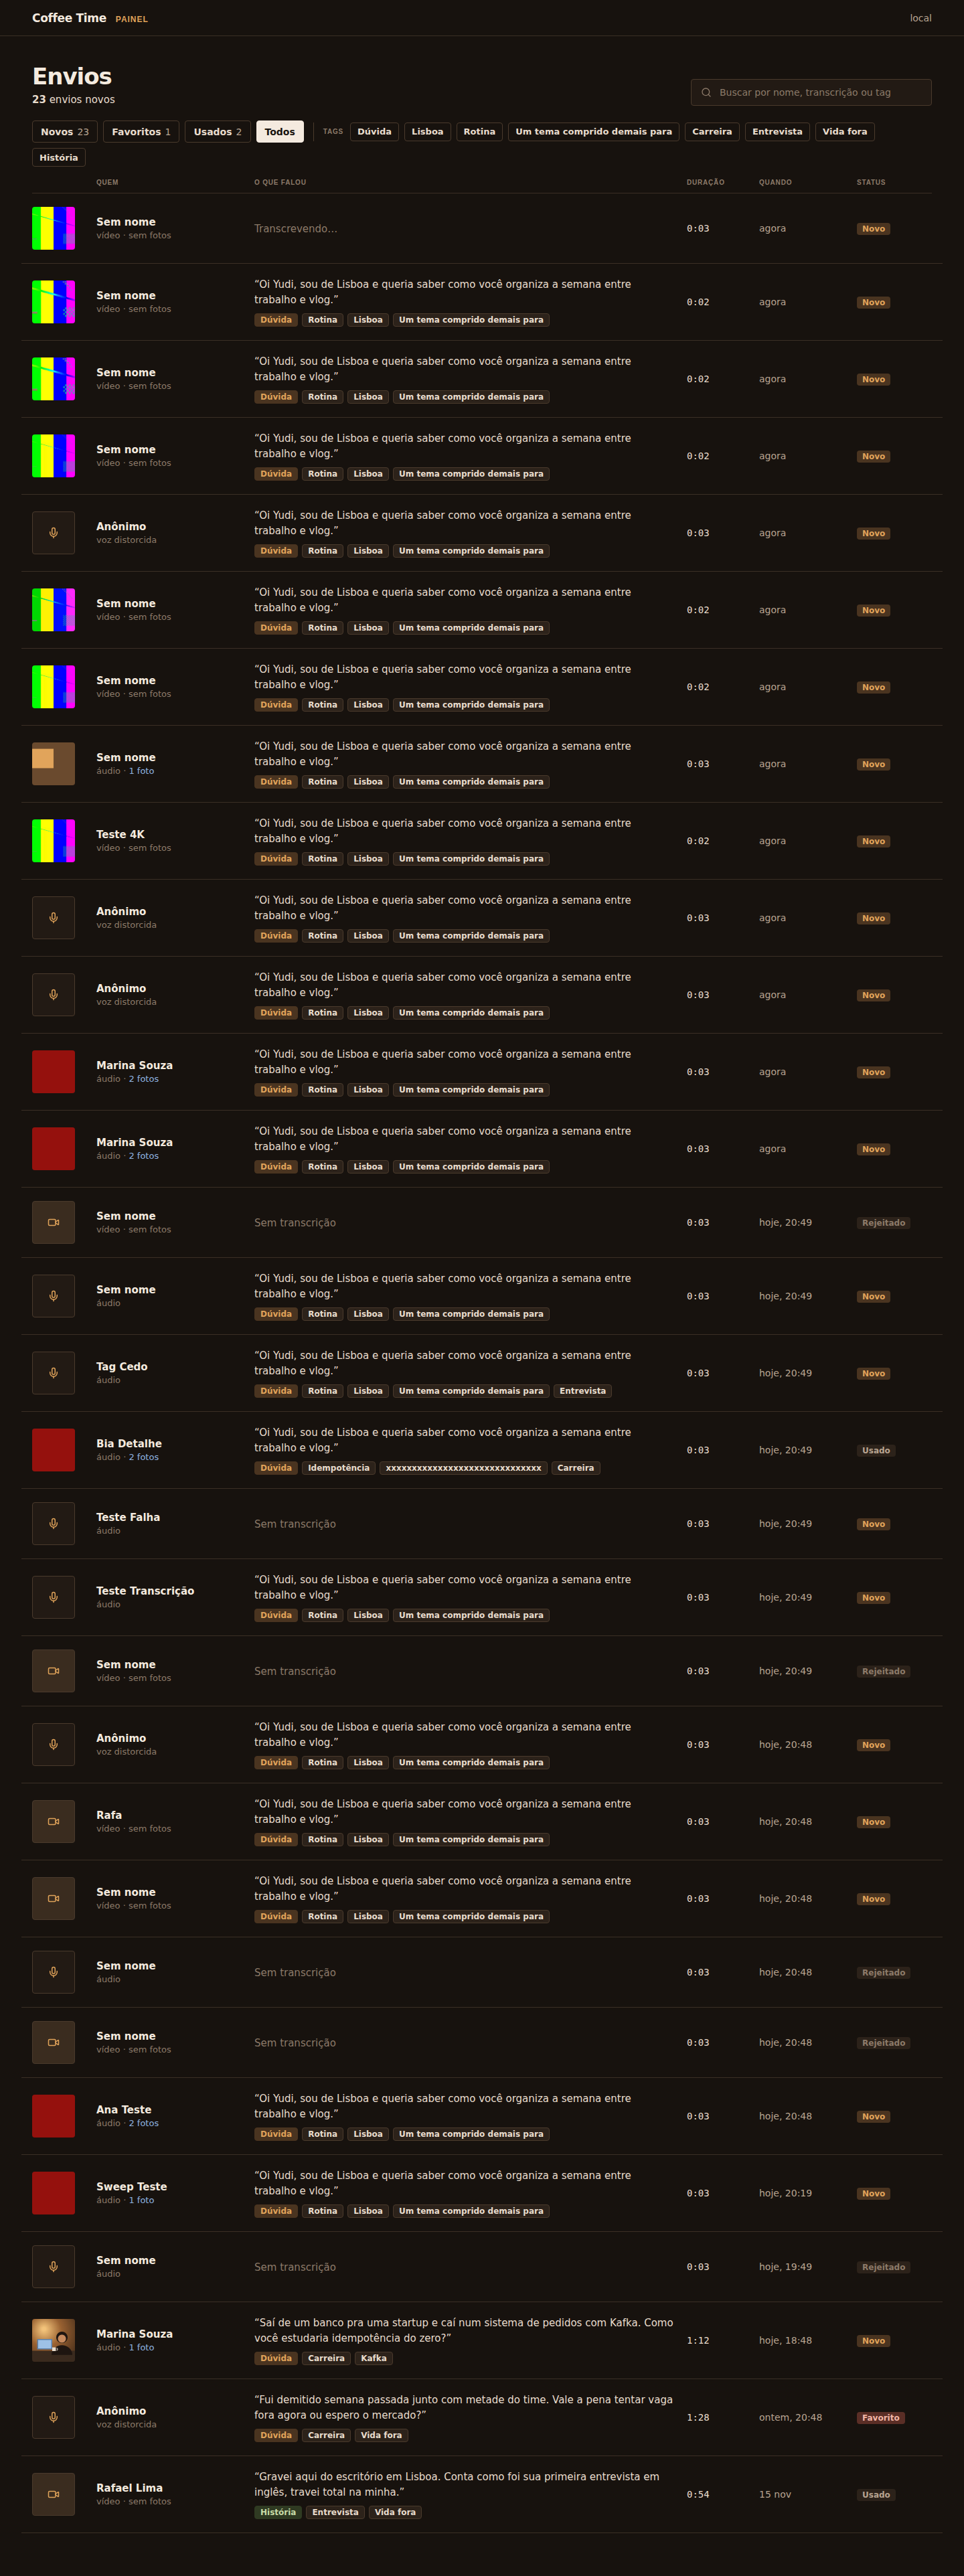 Coffee Time PAINEL local
Envios
23 envios novos
Buscar por nome, transcrição ou tag
Novos 23 Favoritos 1 Usados 2 Todos TAGS Dúvida Lisboa Rotina Um tema comprido demais para Carreira Entrevista Vida fora
História
QUEM O QUE FALOU DURAÇÃO QUANDO STATUS
Sem nome
vídeo · sem fotos
Transcrevendo…
0:03 agora Novo
Sem nome
vídeo · sem fotos
“Oi Yudi, sou de Lisboa e queria saber como você organiza a semana entre
trabalho e vlog.”
Dúvida Rotina Lisboa Um tema comprido demais para
0:02 agora Novo
Sem nome
vídeo · sem fotos
“Oi Yudi, sou de Lisboa e queria saber como você organiza a semana entre
trabalho e vlog.”
Dúvida Rotina Lisboa Um tema comprido demais para
0:02 agora Novo
Sem nome
vídeo · sem fotos
“Oi Yudi, sou de Lisboa e queria saber como você organiza a semana entre
trabalho e vlog.”
Dúvida Rotina Lisboa Um tema comprido demais para
0:02 agora Novo
Anônimo
voz distorcida
“Oi Yudi, sou de Lisboa e queria saber como você organiza a semana entre
trabalho e vlog.”
Dúvida Rotina Lisboa Um tema comprido demais para
0:03 agora Novo
Sem nome
vídeo · sem fotos
“Oi Yudi, sou de Lisboa e queria saber como você organiza a semana entre
trabalho e vlog.”
Dúvida Rotina Lisboa Um tema comprido demais para
0:02 agora Novo
Sem nome
vídeo · sem fotos
“Oi Yudi, sou de Lisboa e queria saber como você organiza a semana entre
trabalho e vlog.”
Dúvida Rotina Lisboa Um tema comprido demais para
0:02 agora Novo
Sem nome
áudio · 1 foto
“Oi Yudi, sou de Lisboa e queria saber como você organiza a semana entre
trabalho e vlog.”
Dúvida Rotina Lisboa Um tema comprido demais para
0:03 agora Novo
Teste 4K
vídeo · sem fotos
“Oi Yudi, sou de Lisboa e queria saber como você organiza a semana entre
trabalho e vlog.”
Dúvida Rotina Lisboa Um tema comprido demais para
0:02 agora Novo
Anônimo
voz distorcida
“Oi Yudi, sou de Lisboa e queria saber como você organiza a semana entre
trabalho e vlog.”
Dúvida Rotina Lisboa Um tema comprido demais para
0:03 agora Novo
Anônimo
voz distorcida
“Oi Yudi, sou de Lisboa e queria saber como você organiza a semana entre
trabalho e vlog.”
Dúvida Rotina Lisboa Um tema comprido demais para
0:03 agora Novo
Marina Souza
áudio · 2 fotos
“Oi Yudi, sou de Lisboa e queria saber como você organiza a semana entre
trabalho e vlog.”
Dúvida Rotina Lisboa Um tema comprido demais para
0:03 agora Novo
Marina Souza
áudio · 2 fotos
“Oi Yudi, sou de Lisboa e queria saber como você organiza a semana entre
trabalho e vlog.”
Dúvida Rotina Lisboa Um tema comprido demais para
0:03 agora Novo
Sem nome
vídeo · sem fotos
Sem transcrição
0:03 hoje, 20:49 Rejeitado
Sem nome
áudio
“Oi Yudi, sou de Lisboa e queria saber como você organiza a semana entre
trabalho e vlog.”
Dúvida Rotina Lisboa Um tema comprido demais para
0:03 hoje, 20:49 Novo
Tag Cedo
áudio
“Oi Yudi, sou de Lisboa e queria saber como você organiza a semana entre
trabalho e vlog.”
Dúvida Rotina Lisboa Um tema comprido demais para Entrevista
0:03 hoje, 20:49 Novo
Bia Detalhe
áudio · 2 fotos
“Oi Yudi, sou de Lisboa e queria saber como você organiza a semana entre
trabalho e vlog.”
Dúvida Idempotência xxxxxxxxxxxxxxxxxxxxxxxxxxxxxx Carreira
0:03 hoje, 20:49 Usado
Teste Falha
áudio
Sem transcrição
0:03 hoje, 20:49 Novo
Teste Transcrição
áudio
“Oi Yudi, sou de Lisboa e queria saber como você organiza a semana entre
trabalho e vlog.”
Dúvida Rotina Lisboa Um tema comprido demais para
0:03 hoje, 20:49 Novo
Sem nome
vídeo · sem fotos
Sem transcrição
0:03 hoje, 20:49 Rejeitado
Anônimo
voz distorcida
“Oi Yudi, sou de Lisboa e queria saber como você organiza a semana entre
trabalho e vlog.”
Dúvida Rotina Lisboa Um tema comprido demais para
0:03 hoje, 20:48 Novo
Rafa
vídeo · sem fotos
“Oi Yudi, sou de Lisboa e queria saber como você organiza a semana entre
trabalho e vlog.”
Dúvida Rotina Lisboa Um tema comprido demais para
0:03 hoje, 20:48 Novo
Sem nome
vídeo · sem fotos
“Oi Yudi, sou de Lisboa e queria saber como você organiza a semana entre
trabalho e vlog.”
Dúvida Rotina Lisboa Um tema comprido demais para
0:03 hoje, 20:48 Novo
Sem nome
áudio
Sem transcrição
0:03 hoje, 20:48 Rejeitado
Sem nome
vídeo · sem fotos
Sem transcrição
0:03 hoje, 20:48 Rejeitado
Ana Teste
áudio · 2 fotos
“Oi Yudi, sou de Lisboa e queria saber como você organiza a semana entre
trabalho e vlog.”
Dúvida Rotina Lisboa Um tema comprido demais para
0:03 hoje, 20:48 Novo
Sweep Teste
áudio · 1 foto
“Oi Yudi, sou de Lisboa e queria saber como você organiza a semana entre
trabalho e vlog.”
Dúvida Rotina Lisboa Um tema comprido demais para
0:03 hoje, 20:19 Novo
Sem nome
áudio
Sem transcrição
0:03 hoje, 19:49 Rejeitado
Marina Souza
áudio · 1 foto
“Saí de um banco pra uma startup e caí num sistema de pedidos com Kafka. Como
você estudaria idempotência do zero?”
Dúvida Carreira Kafka
1:12 hoje, 18:48 Novo
Anônimo
voz distorcida
“Fui demitido semana passada junto com metade do time. Vale a pena tentar vaga
fora agora ou espero o mercado?”
Dúvida Carreira Vida fora
1:28 ontem, 20:48 Favorito
Rafael Lima
vídeo · sem fotos
“Gravei aqui do escritório em Lisboa. Conta como foi sua primeira entrevista em
inglês, travei total na minha.”
História Entrevista Vida fora
0:54 15 nov Usado